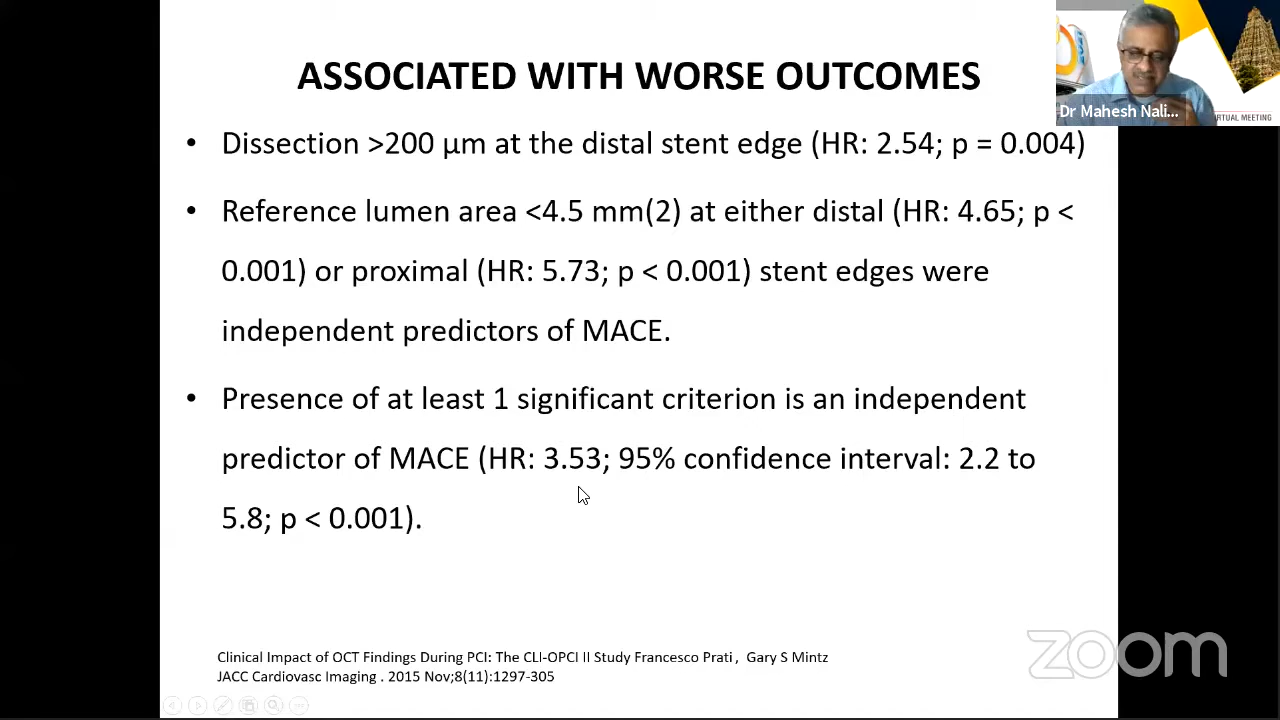 ASSOCIATED WITH WORSE OUTCOMES
• Dissection >200 μm at the distal stent edge (HR: 2.54; p = 0.004)
• Reference lumen area <4.5 mm(2) at either distal (HR: 4.65; p <
0.001) or proximal (HR: 5.73; p < 0.001) stent edges were
independent predictors of MACE.
• Presence of at least 1 significant criterion is an independent
predictor of MACE (HR: 3.53; 95% confidence interval: 2.2 to
5.8; p < 0.001).
Clinical Impact of OCT Findings During PCI: The CLI-OPCI II Study Francesco Prati , Gary S Mintz
JACC Cardiovasc Imaging . 2015 Nov;8(11):1297-305
Dr Mahesh Nali...
RTUAL MEETING
zoom